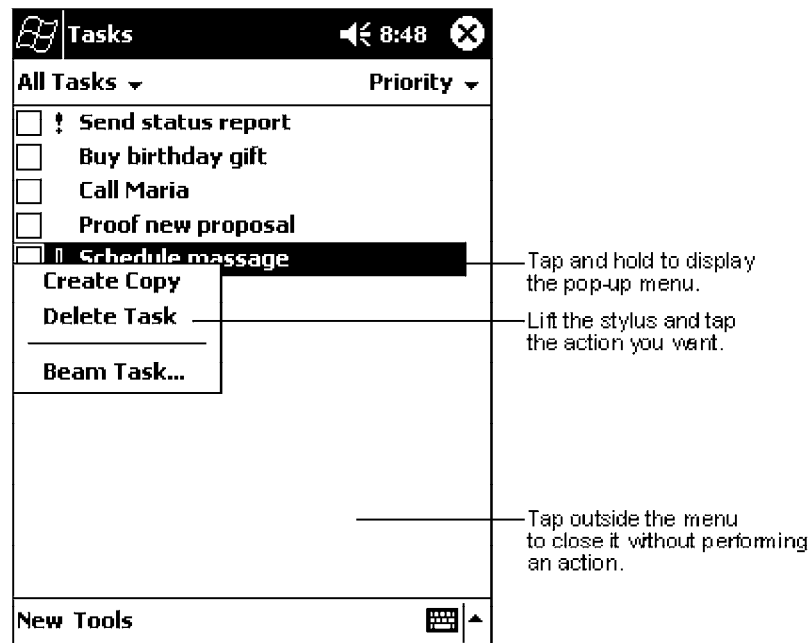 Tasks 8:48
All Tasks Priority
! Send status report
Buy birthday gift
Call Maria
Proof new proposal
Schedule massage
Create Copy
Delete Task
Beam Task...
Tap and hold to display
the pop-up menu.
Lift the stylus and tap
the action you want.
Tap outside the menu
to close it without performing
an action.
New Tools